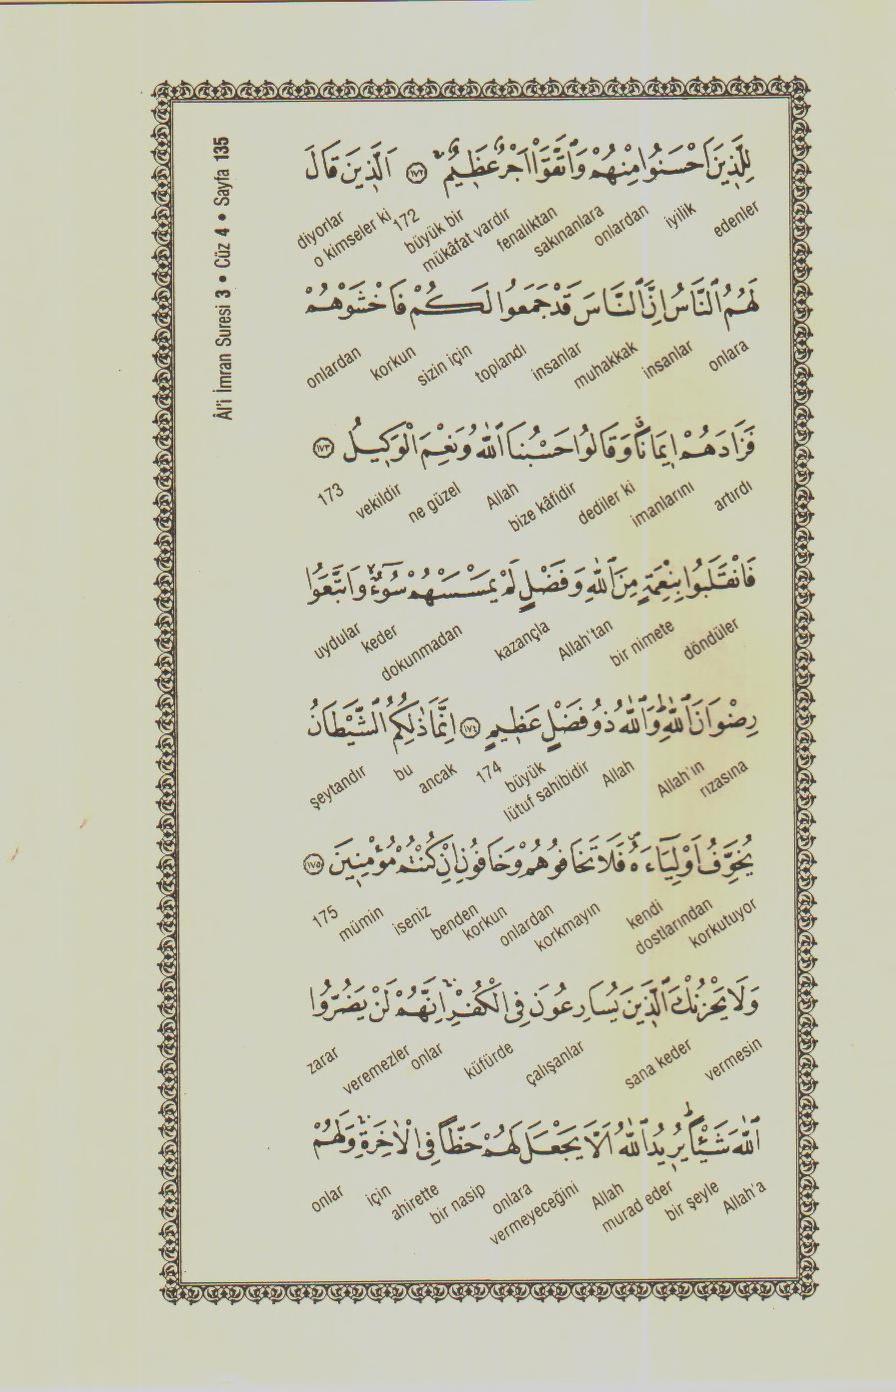 Âl'i İmran Suresi 3 • Cüz 4 • Sayfa 135
لِلَّذِينَ اَحْسَنُوا مِنْهُمْ وَاتَّقَوْا اَجْرٌ عَظِيمٌ ﴿١٧٢﴾ اَلَّذِينَ قَالَ
edenler iyilik onlardan sakınanlara fenalıktan mükâfat vardır büyük bir 172 o kimseler ki diyorlar
لَهُمُ النَّاسُ اِنَّ النَّاسَ قَدْ جَمَعُوا لَكُمْ فَاخْشَوْهُمْ
onlara insanlar muhakkak insanlar toplandı sizin için korkun onlardan
فَزَادَهُمْ اِيمَانًا وَقَالُوا حَسْبُنَا اللّٰهُ وَنِعْمَ الْوَكِيلُ ﴿١٧٣﴾
artırdı imanlarını dediler ki bize kâfidir Allah ne güzel vekildir 173
فَانْقَلَبُوا بِنِعْمَةٍ مِنَ اللّٰهِ وَفَضْلٍ لَمْ يَمْسَسْهُمْ سُوٓءٌ وَاتَّبَعُوا
döndüler bir nimete Allah'tan kazançla dokunmadan keder uydular
رِضْوَانَ اللّٰهِ وَاللّٰهُ ذُو فَضْلٍ عَظِيمٍ ﴿١٧٤﴾ اِنَّمَا ذٰلِكُمُ الشَّيْطَانُ
rızasına Allah'ın Allah lütuf sahibidir büyük 174 ancak bu şeytandır
يُخَوِّفُ اَوْلِيَٓاءَهُ فَلَا تَخَافُوهُمْ وَخَافُونِ اِنْ كُنْتُمْ مُؤْمِنِينَ ﴿١٧٥﴾
korkutuyor dostlarından kendi korkmayın onlardan korkun benden iseniz mümin 175
وَلَا يَحْزُنْكَ الَّذِينَ يُسَارِعُونَ فِي الْكُفْرِ اِنَّهُمْ لَنْ يَضُرُّوا
vermesin sana keder çalışanlar küfürde onlar veremezler zarar
اللّٰهَ شَيْـًٔا يُرِيدُ اللّٰهُ اَلَّا يَجْعَلَ لَهُمْ حَظًّا فِي الْاٰخِرَةِ وَلَهُمْ
Allah'a bir şeyle murad eder Allah vermeyeceğini onlara bir nasip ahirette için onlar